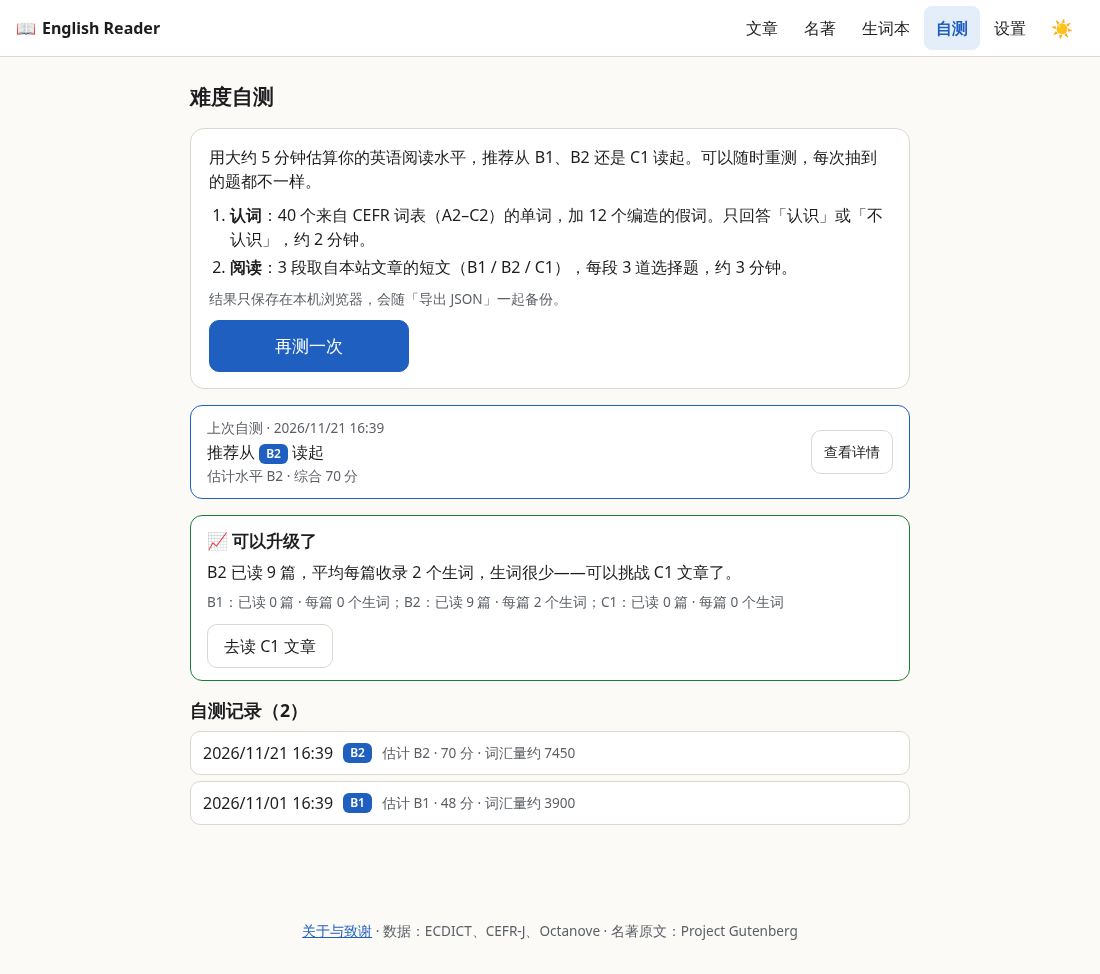 📖 English Reader
文章 名著 生词本 自测 设置 ☀️
难度自测
用大约 5 分钟估算你的英语阅读水平，推荐从 B1、B2 还是 C1 读起。可以随时重测，每次抽到
的题都不一样。
1. 认词：40 个来自 CEFR 词表（A2–C2）的单词，加 12 个编造的假词。只回答「认识」或「不
认识」，约 2 分钟。
2. 阅读：3 段取自本站文章的短文（B1 / B2 / C1），每段 3 道选择题，约 3 分钟。
结果只保存在本机浏览器，会随「导出 JSON」一起备份。
再测一次
上次自测 · 2026/11/21 16:39
推荐从 B2 读起
估计水平 B2 · 综合 70 分
查看详情
📈 可以升级了
B2 已读 9 篇，平均每篇收录 2 个生词，生词很少——可以挑战 C1 文章了。
B1：已读 0 篇 · 每篇 0 个生词；B2：已读 9 篇 · 每篇 2 个生词；C1：已读 0 篇 · 每篇 0 个生词
去读 C1 文章
自测记录（2）
2026/11/21 16:39 B2 估计 B2 · 70 分 · 词汇量约 7450
2026/11/01 16:39 B1 估计 B1 · 48 分 · 词汇量约 3900
关于与致谢 · 数据：ECDICT、CEFR-J、Octanove · 名著原文：Project Gutenberg